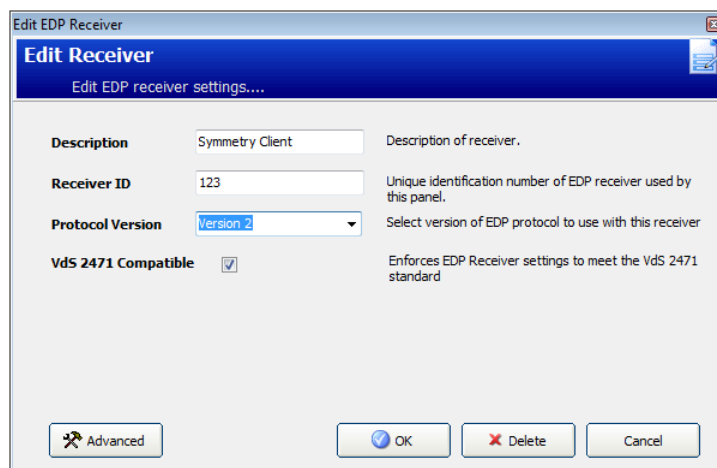 Edit EDP Receiver
Edit Receiver
Edit EDP receiver settings....
Description Symmetry Client Description of receiver.
Receiver ID 123 Unique identification number of EDP receiver used by
this panel.
Protocol Version Version 2 Select version of EDP protocol to use with this receiver
VdS 2471 Compatible Enforces EDP Receiver settings to meet the VdS 2471
standard
Advanced OK Delete Cancel